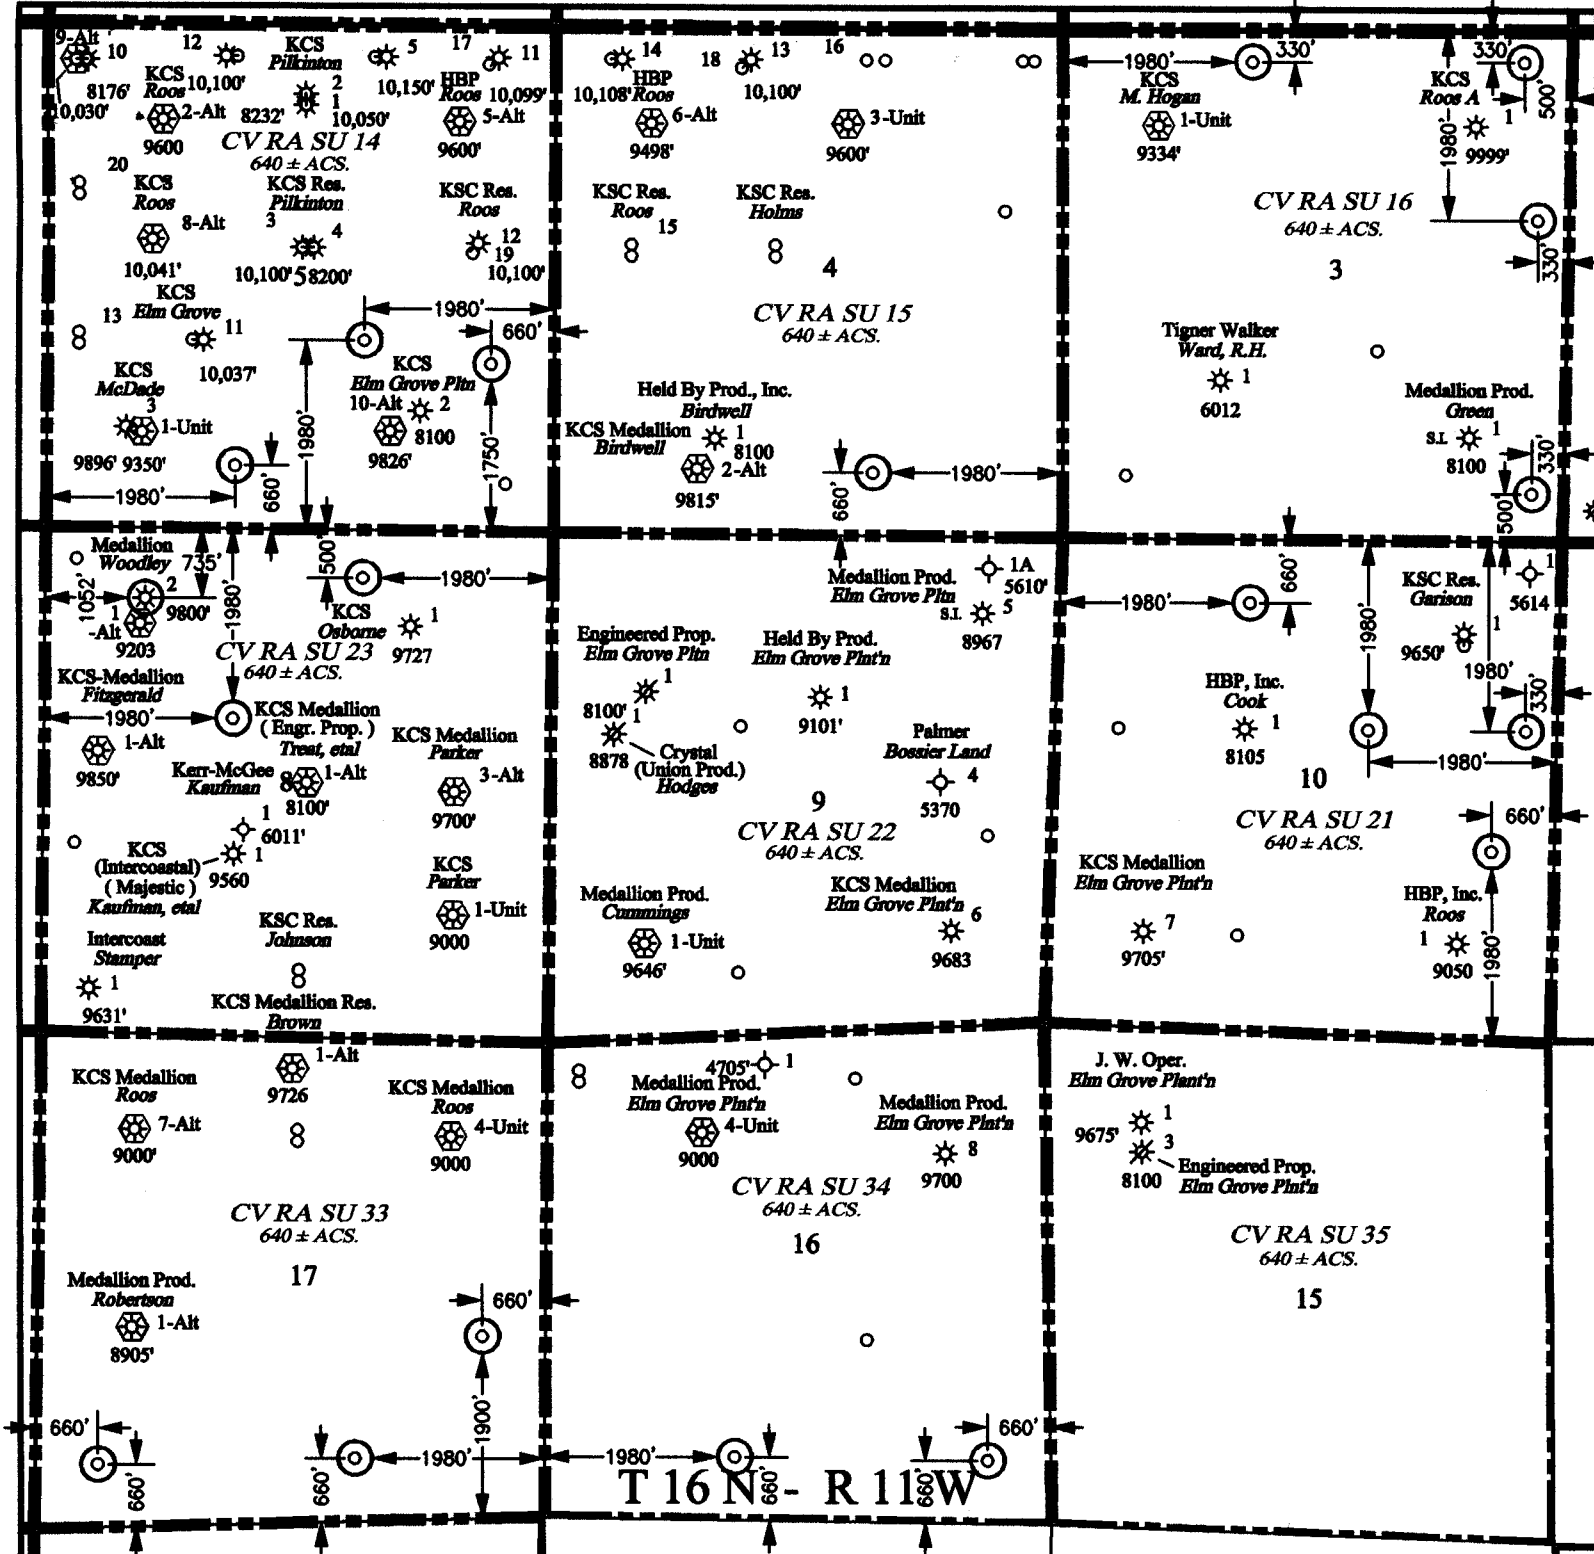 9-Alt
10
8176'
10,030'
12
KCS
Roos
10,100'
2-Alt
9600
KCS
Pilkinton
2
1
8232'
10,050'
5
10,150'
17
HBP
Roos
11
10,099'
5-Alt
9600'
CV RA SU 14
640 ± ACS.
20
KCS
Roos
8-Alt
10,041'
KCS Res.
Pilkinton
3
4
10,100'
5
8200'
KSC Res.
Roos
12
19
10,100'
13
KCS
Elm Grove
11
10,037'
1980'
660'
KCS
McDade
3
1-Unit
9896'
9350'
KCS
Elm Grove Pltn
10-Alt
2
8100
9826'
1980'
1750'
1980'
660'
14
HBP
Roos
10,108'
6-Alt
9498'
18
13
10,100'
16
3-Unit
9600'
KSC Res.
Roos
15
KSC Res.
Holms
4
CV RA SU 15
640 ± ACS.
Held By Prod., Inc.
Birdwell
KCS Medallion
Birdwell
1
8100
2-Alt
9815'
1980'
660'
1980'
330'
KCS
M. Hogan
1-Unit
9334'
330'
KCS
Roos A
1
9999'
500'
1980'
330'
CV RA SU 16
640 ± ACS.
3
Tigner Walker
Ward, R.H.
1
6012
Medallion Prod.
Green
S.I.
1
8100
330'
500'
Medallion
Woodley
735'
2
9800'
1052'
1
-Alt
9203
1980'
500'
1980'
KCS
Osborne
1
9727
CV RA SU 23
640 ± ACS.
KCS-Medallion
Fitzgerald
1980'
1-Alt
9850'
KCS Medallion
( Engr. Prop. )
Treat, etal
8
1-Alt
8100'
Kerr-McGee
Kaufman
1
6011'
KCS Medallion
Parker
3-Alt
9700'
KCS
(Intercoastal)
( Majestic )
Kaufman, etal
1
9560
KCS
Parker
1-Unit
9000
KSC Res.
Johnson
Intercoast
Stamper
1
9631'
KCS Medallion Res.
Brown
Medallion Prod.
Elm Grove Pltn
1A
5610'
S.I.
5
8967
Engineered Prop.
Elm Grove Pltn
1
8100'
1
8878
Crystal
(Union Prod.)
Hodges
Held By Prod.
Elm Grove Plnt'n
1
9101'
Palmer
Bossier Land
4
5370
9
CV RA SU 22
640 ± ACS.
Medallion Prod.
Cummings
1-Unit
9646'
KCS Medallion
Elm Grove Plnt'n
6
9683
1980'
660'
1980'
KSC Res.
Garison
1
5614
1
9650'
1980'
330'
HBP, Inc.
Cook
1
8105
1980'
10
CV RA SU 21
640 ± ACS.
660'
KCS Medallion
Elm Grove Plnt'n
7
9705'
HBP, Inc.
Roos
1
9050
1980'
1-Alt
9726
KCS Medallion
Roos
7-Alt
9000'
KCS Medallion
Roos
4-Unit
9000
CV RA SU 33
640 ± ACS.
17
Medallion Prod.
Robertson
1-Alt
8905'
660'
1900'
660'
660'
660'
1980'
4705'
1
Medallion Prod.
Elm Grove Plnt'n
4-Unit
9000
Medallion Prod.
Elm Grove Plnt'n
8
9700
CV RA SU 34
640 ± ACS.
16
1980'
660'
660'
660'
J. W. Oper.
Elm Grove Plant'n
1
9675'
3
8100
Engineered Prop.
Elm Grove Plnt'n
CV RA SU 35
640 ± ACS.
15
T 16 N - R 11 W